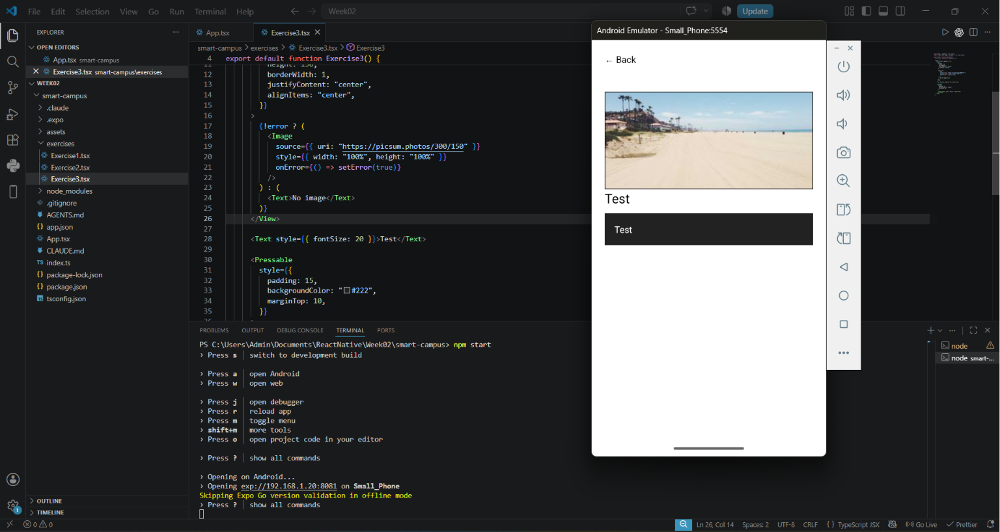 File Edit Selection View Go Run Terminal Help
Week02
Update
EXPLORER
OPEN EDITORS
App.tsx smart-campus
Exercise3.tsx smart-campus\exercises
WEEK02
smart-campus
.claude
.expo
assets
exercises
Exercise1.tsx
Exercise2.tsx
Exercise3.tsx
node_modules
.gitignore
AGENTS.md
app.json
App.tsx
CLAUDE.md
index.ts
package-lock.json
package.json
tsconfig.json
OUTLINE
TIMELINE
App.tsx
Exercise3.tsx
smart-campus > exercises > Exercise3.tsx > Exercise3
4 export default function Exercise3() {
11 height: 150,
12 borderWidth: 1,
13 justifyContent: "center",
14 alignItems: "center",
15 }}
16 >
17 {!error ? (
18 <Image
19 source={{ uri: "https://picsum.photos/300/150" }}
20 style={{ width: "100%", height: "100%" }}
21 onError={() => setError(true)}
22 />
23 ) : (
24 <Text>No image</Text>
25 )}
26 </View>
27
28 <Text style={{ fontSize: 20 }}>Test</Text>
29
30 <Pressable
31 style={{
32 padding: 15,
33 backgroundColor: "#222",
34 marginTop: 10,
35 }}
PROBLEMS OUTPUT DEBUG CONSOLE TERMINAL PORTS
PS C:\Users\Admin\Documents\ReactNative\Week02\smart-campus> npm start
› Press s │ switch to development build
› Press a │ open Android
› Press w │ open web
› Press j │ open debugger
› Press r │ reload app
› Press m │ toggle menu
› shift+m │ more tools
› Press o │ open project code in your editor
› Press ? │ show all commands
› Opening on Android...
› Opening exp://192.168.1.20:8081 on Small_Phone
Skipping Expo Go version validation in offline mode
› Press ? │ show all commands
node
node smart-...
Android Emulator - Small_Phone:5554
← Back
Test
Test
1
0 0
Ln 26, Col 14 Spaces: 2 UTF-8 CRLF { } TypeScript JSX Go Live Prettier